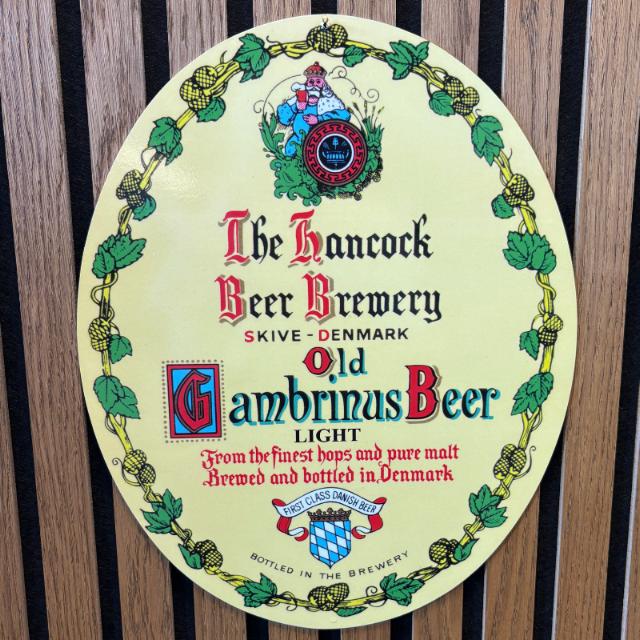 The Hancock
Beer Brewery
SKIVE - DENMARK
Old
Gambrinus Beer
LIGHT
From the finest hops and pure malt
Brewed and bottled in Denmark
FIRST CLASS DANISH BEER
BOTTLED IN THE BREWERY